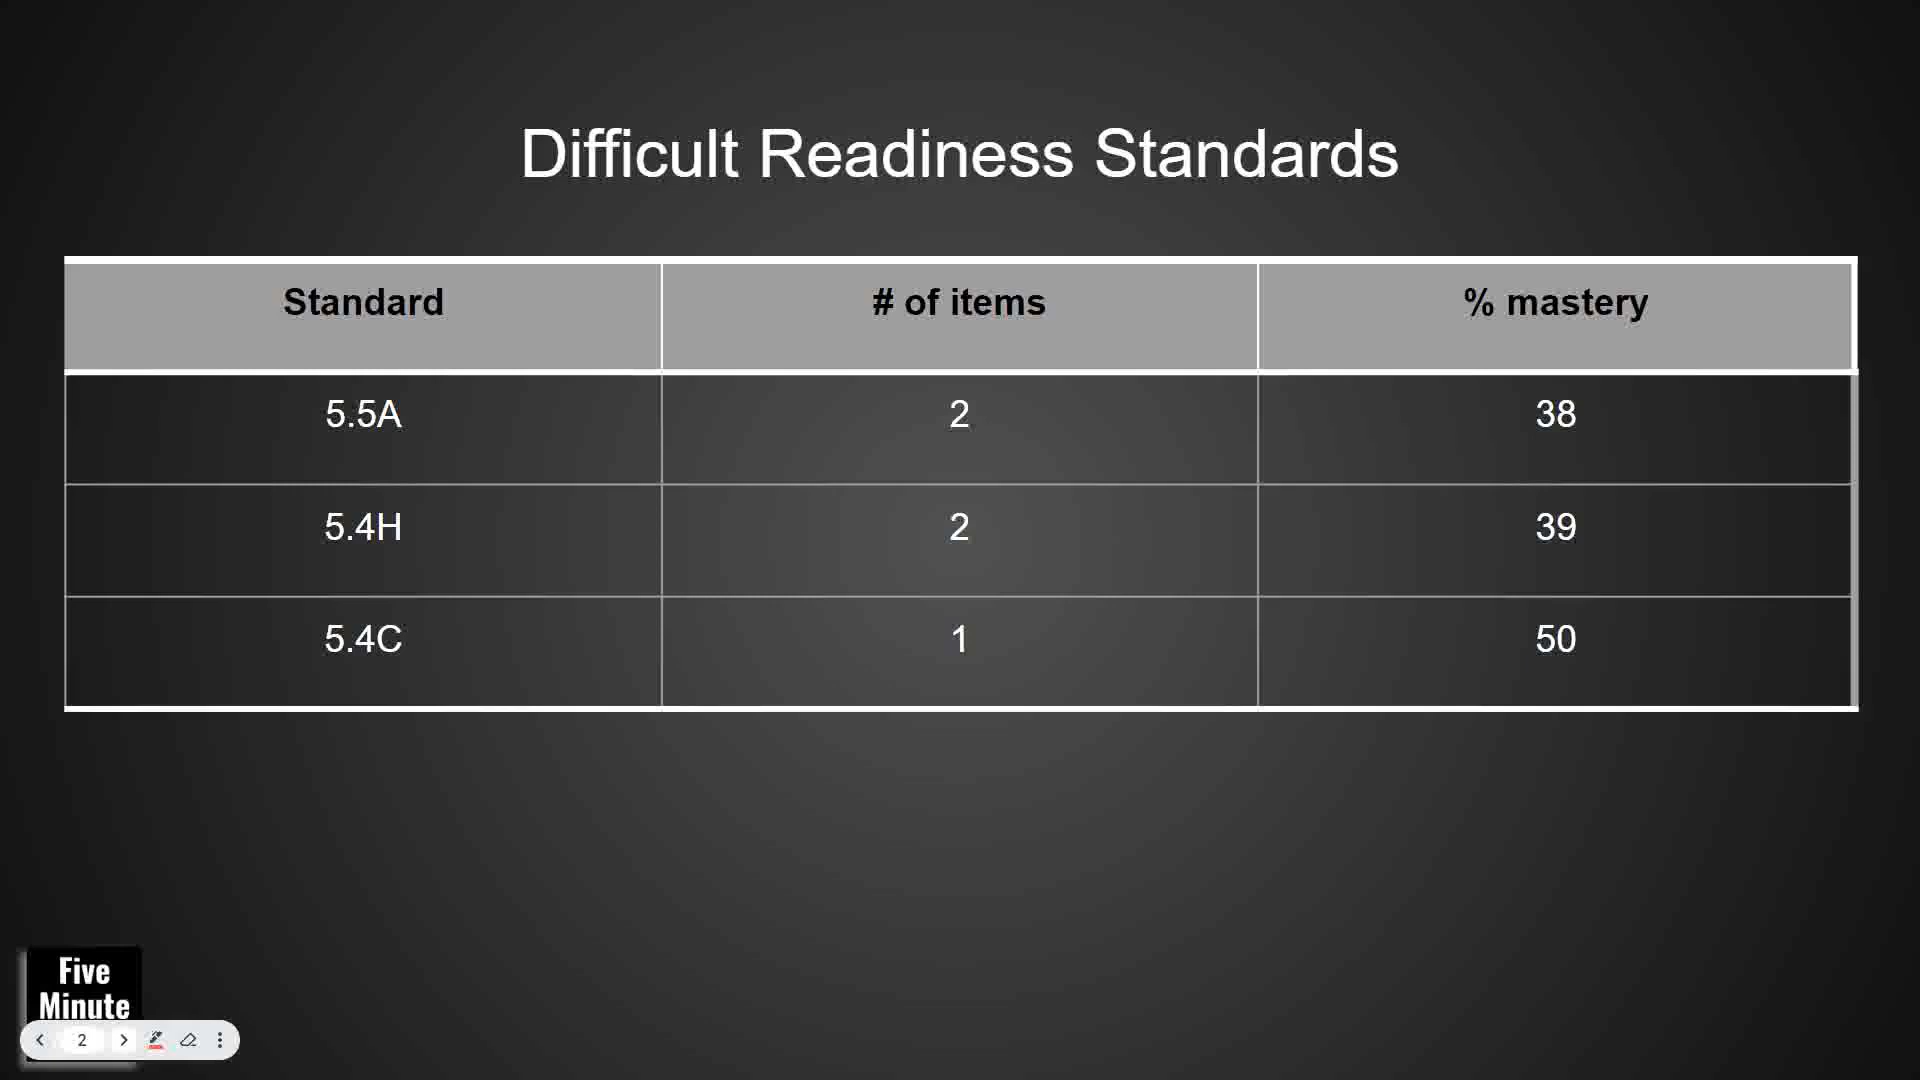 Difficult Readiness Standards
Standard # of items % mastery
5.5A 2 38
5.4H 2 39
5.4C 1 50
Five
Minute
2